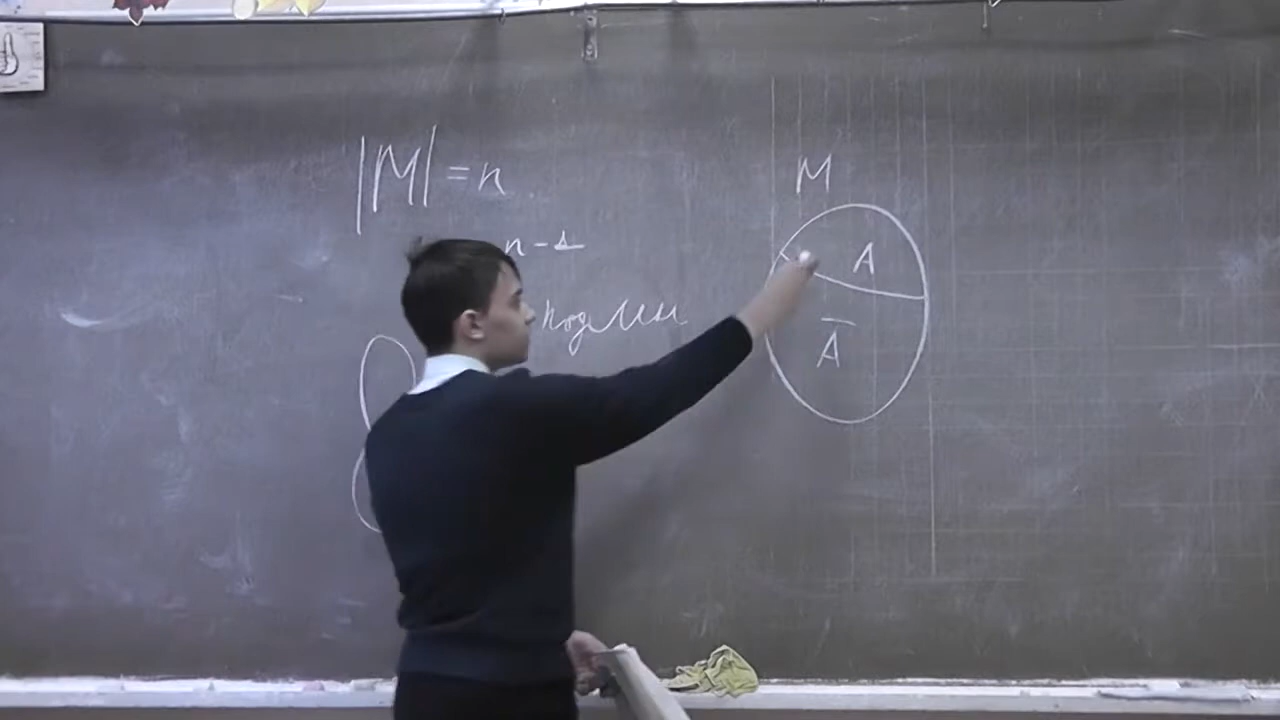 |M| = n
n-1
подмн
M
A
Ā